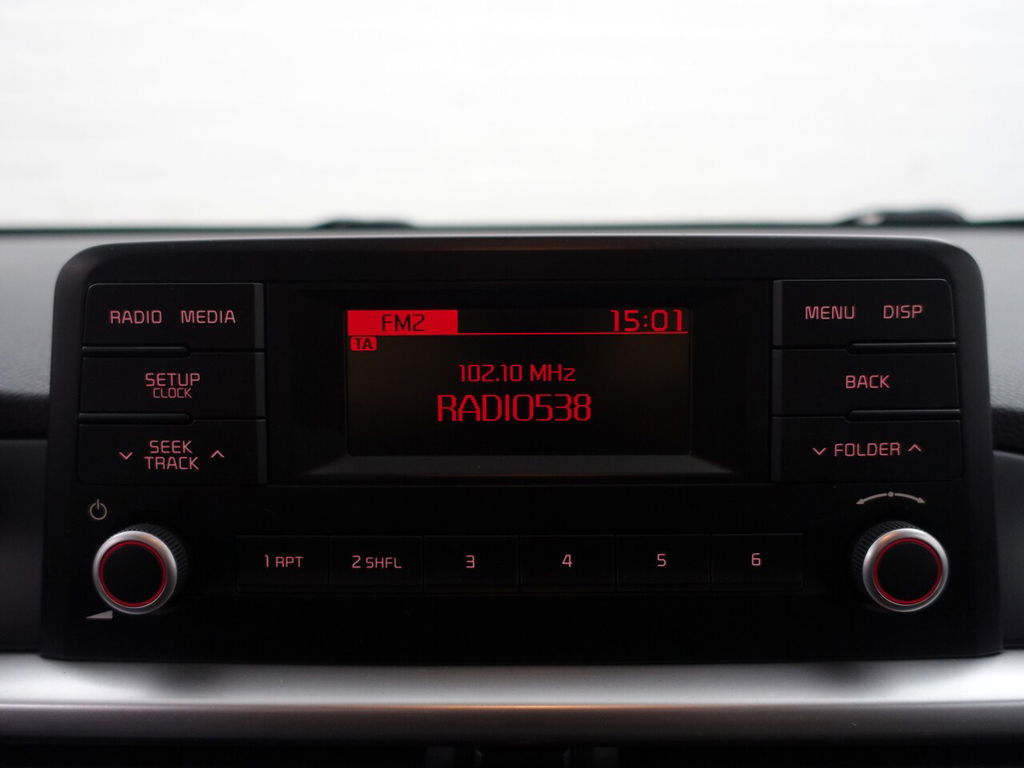 RADIO MEDIA
SETUP
CLOCK
SEEK
TRACK
FM2 15:01
TA
102.10 MHz
RADIO538
MENU DISP
BACK
FOLDER
1 RPT 2 SHFL 3 4 5 6